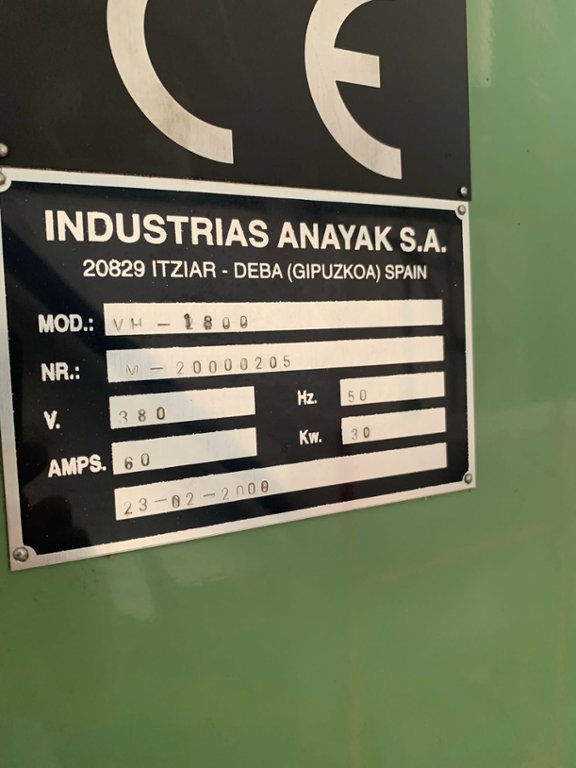 CE
INDUSTRIAS ANAYAK S.A.
20829 ITZIAR - DEBA (GIPUZKOA) SPAIN
MOD.: VH-1800
NR.: M-20000205
V. 380 Hz. 50
AMPS. 60 Kw. 30
23-02-2000